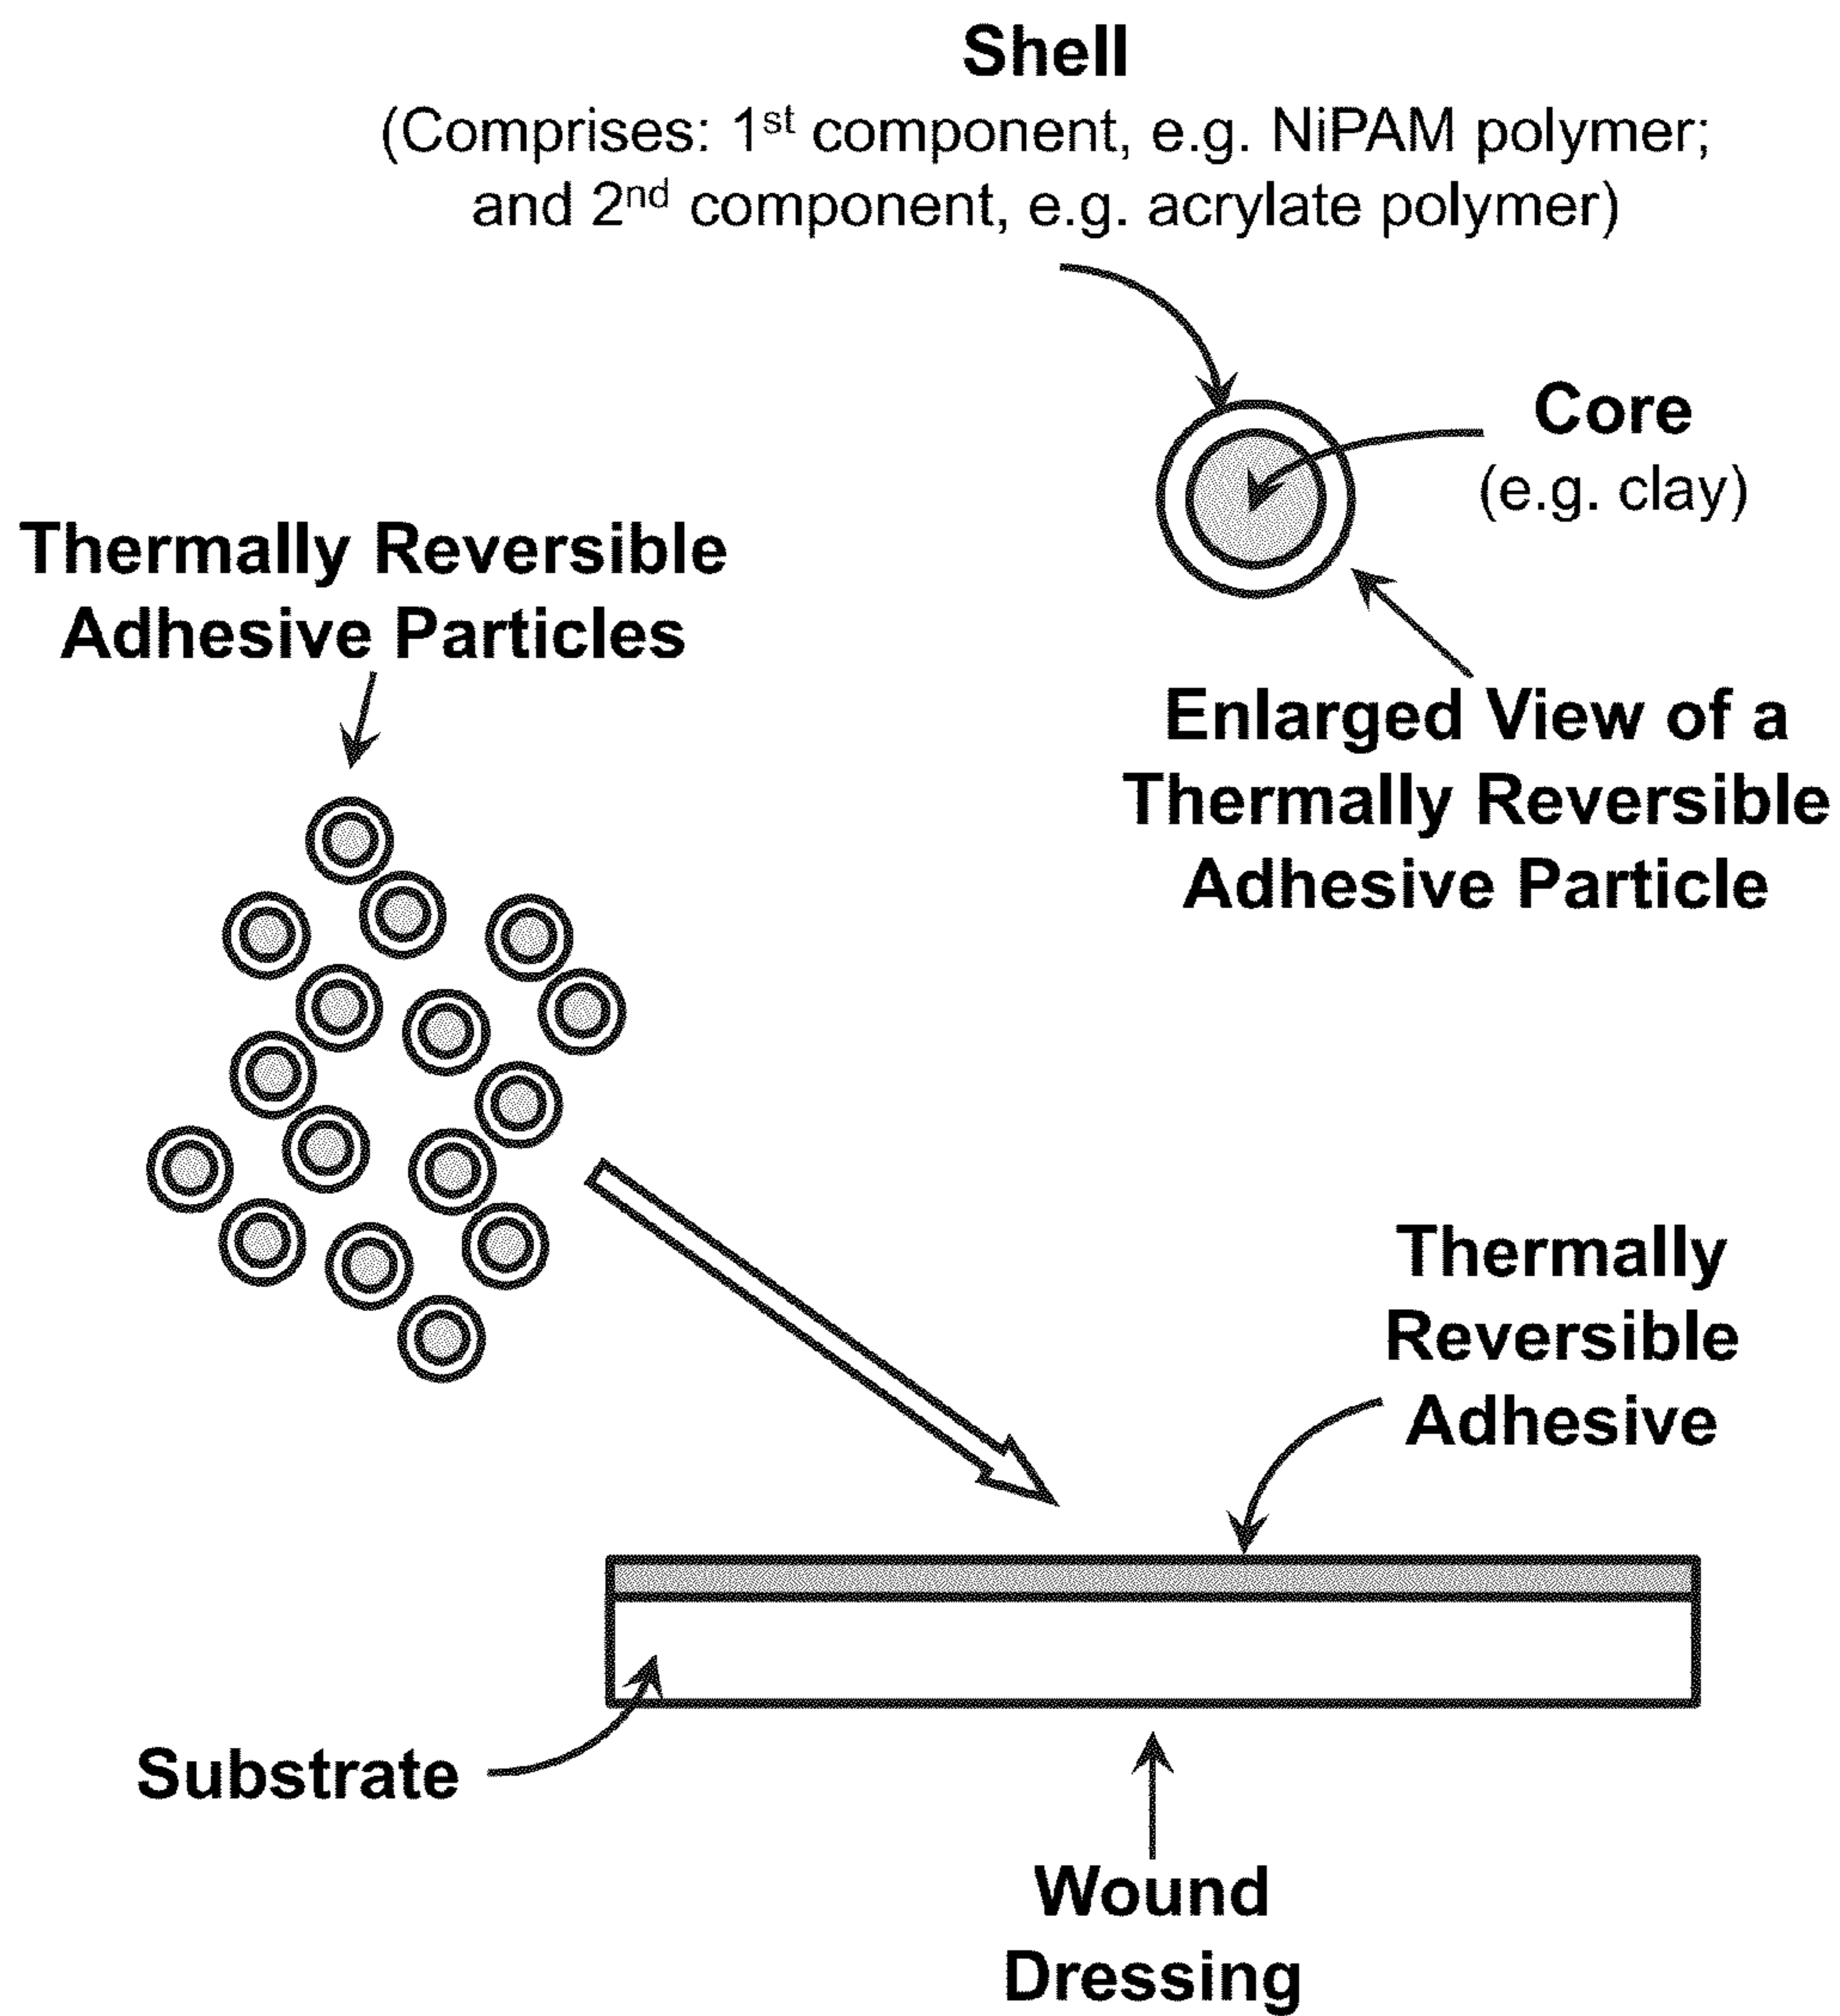 Shell
(Comprises: 1st component, e.g. NiPAM polymer;
and 2nd component, e.g. acrylate polymer)
Core
(e.g. clay)
Thermally Reversible
Adhesive Particles
Enlarged View of a
Thermally Reversible
Adhesive Particle
Thermally
Reversible
Adhesive
Substrate
Wound
Dressing